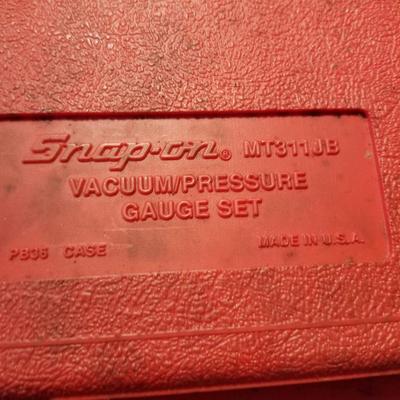 Snap-on® MT311JB
VACUUM/PRESSURE
GAUGE SET
PB36 CASE MADE IN U.S.A.